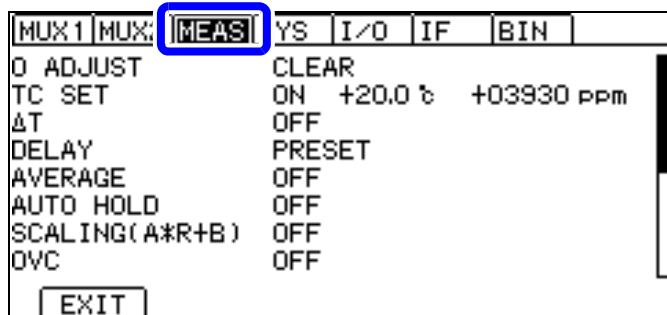 MUX1 MUX2 MEAS YS I/O IF BIN
0 ADJUST CLEAR
TC SET ON +20.0 ℃ +03930 ppm
ΔT OFF
DELAY PRESET
AVERAGE OFF
AUTO HOLD OFF
SCALING(A*R+B) OFF
OVC OFF
EXIT